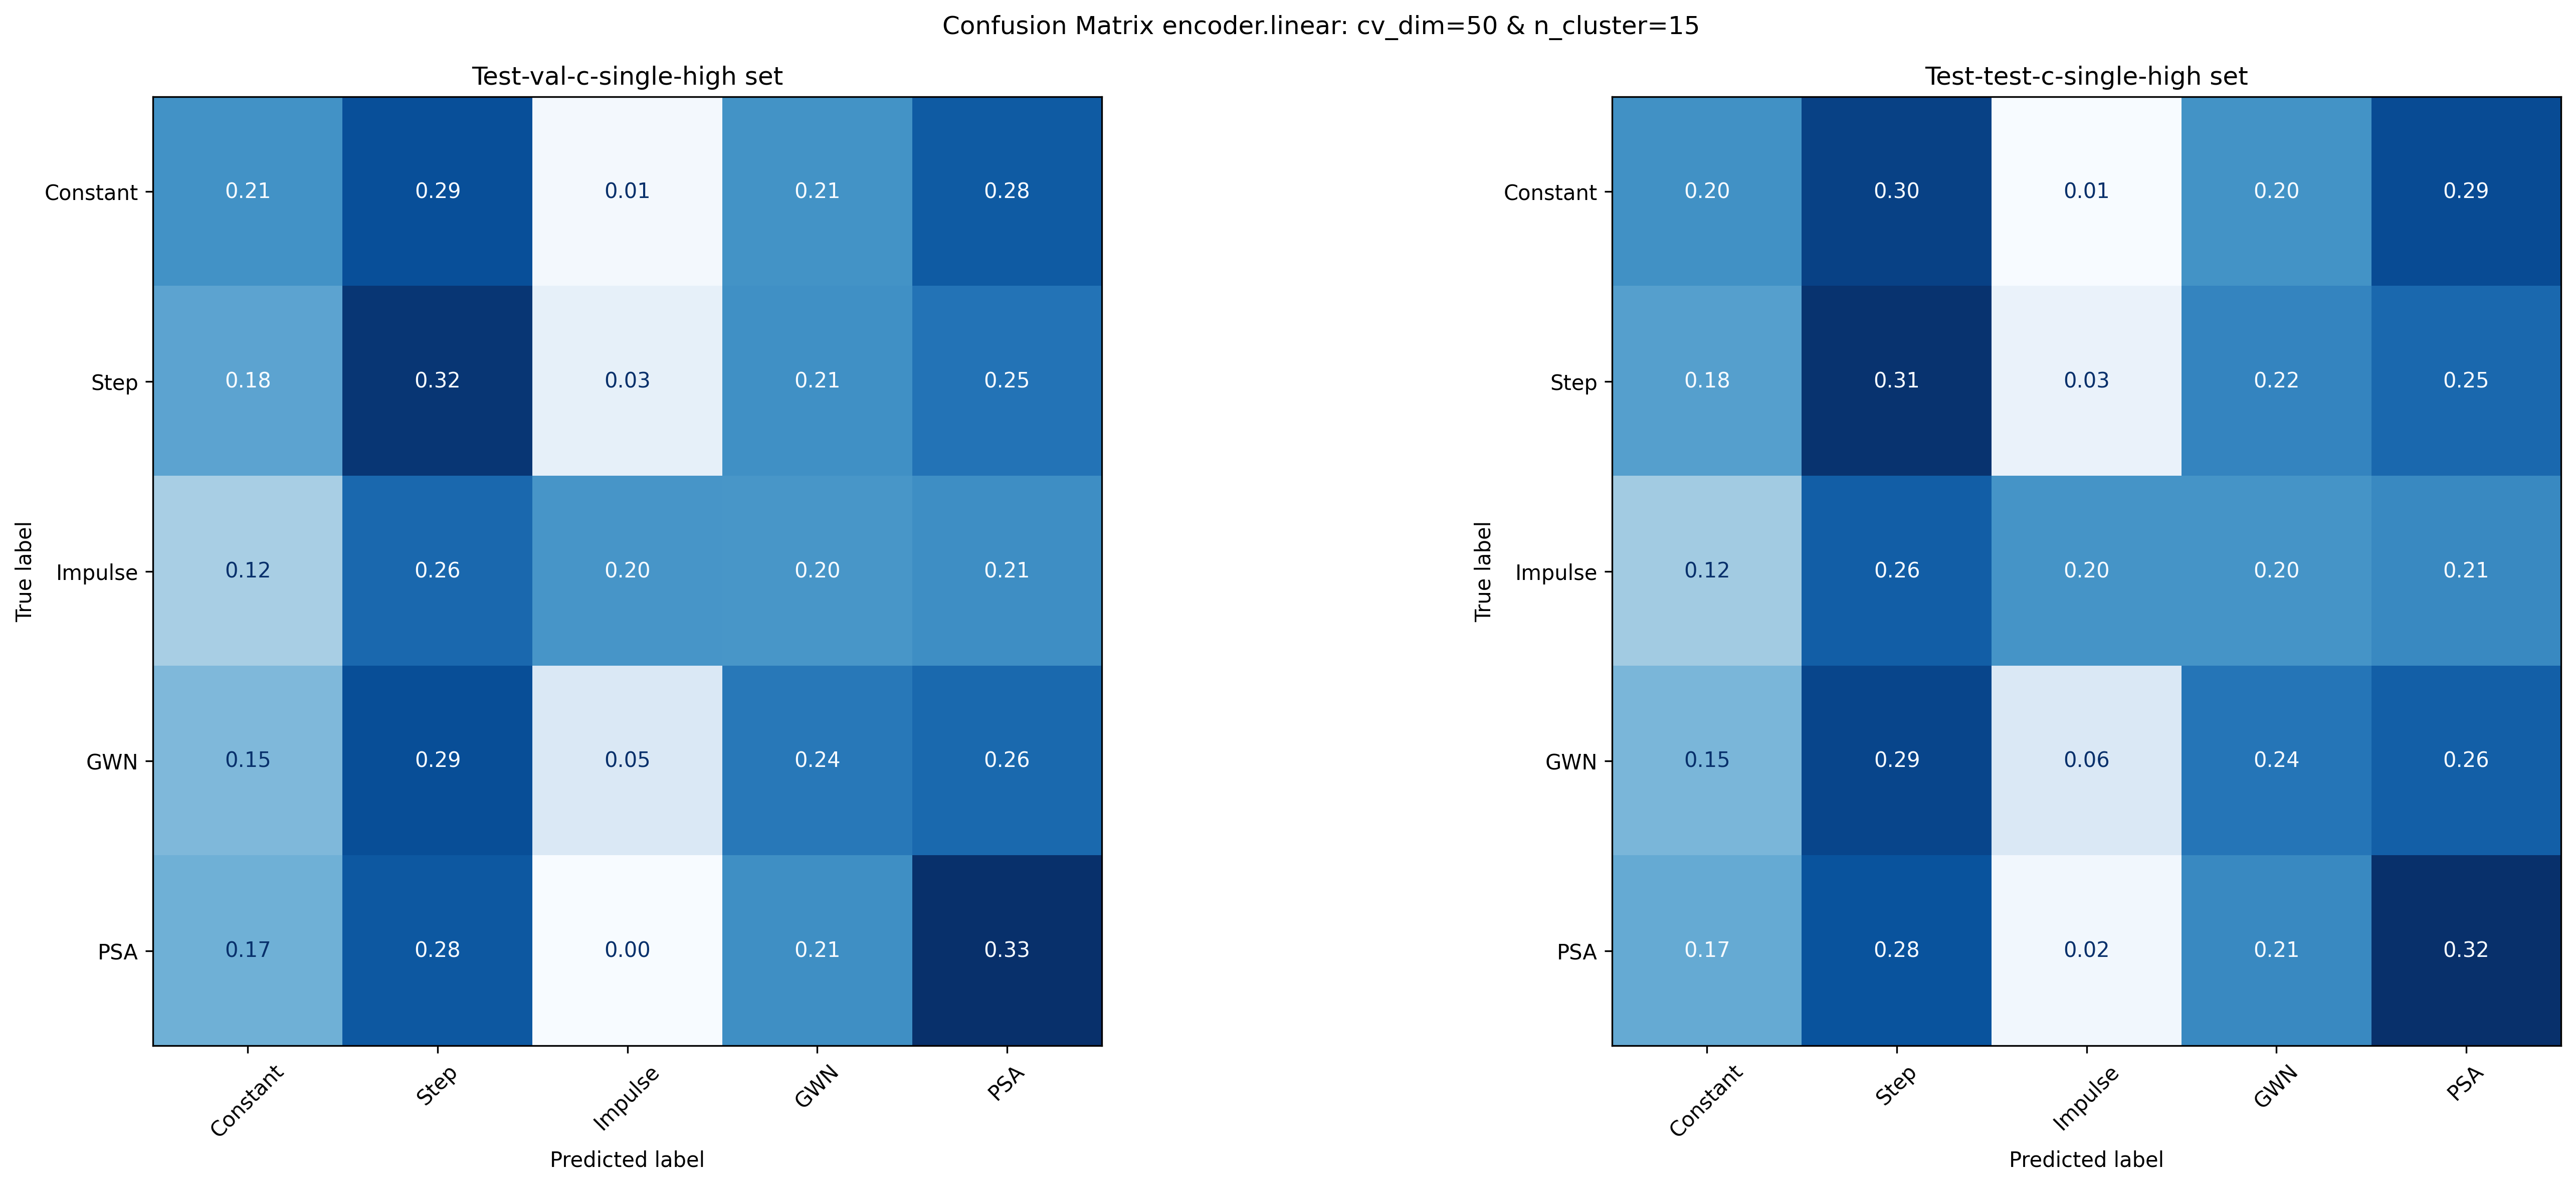 Confusion Matrix encoder.linear: cv_dim=50 & n_cluster=15
Test-val-c-single-high set
True label
Constant 0.21 0.29 0.01 0.21 0.28
Step 0.18 0.32 0.03 0.21 0.25
Impulse 0.12 0.26 0.20 0.20 0.21
GWN 0.15 0.29 0.05 0.24 0.26
PSA 0.17 0.28 0.00 0.21 0.33
Constant Step Impulse GWN PSA
Predicted label
Test-test-c-single-high set
True label
Constant 0.20 0.30 0.01 0.20 0.29
Step 0.18 0.31 0.03 0.22 0.25
Impulse 0.12 0.26 0.20 0.20 0.21
GWN 0.15 0.29 0.06 0.24 0.26
PSA 0.17 0.28 0.02 0.21 0.32
Constant Step Impulse GWN PSA
Predicted label